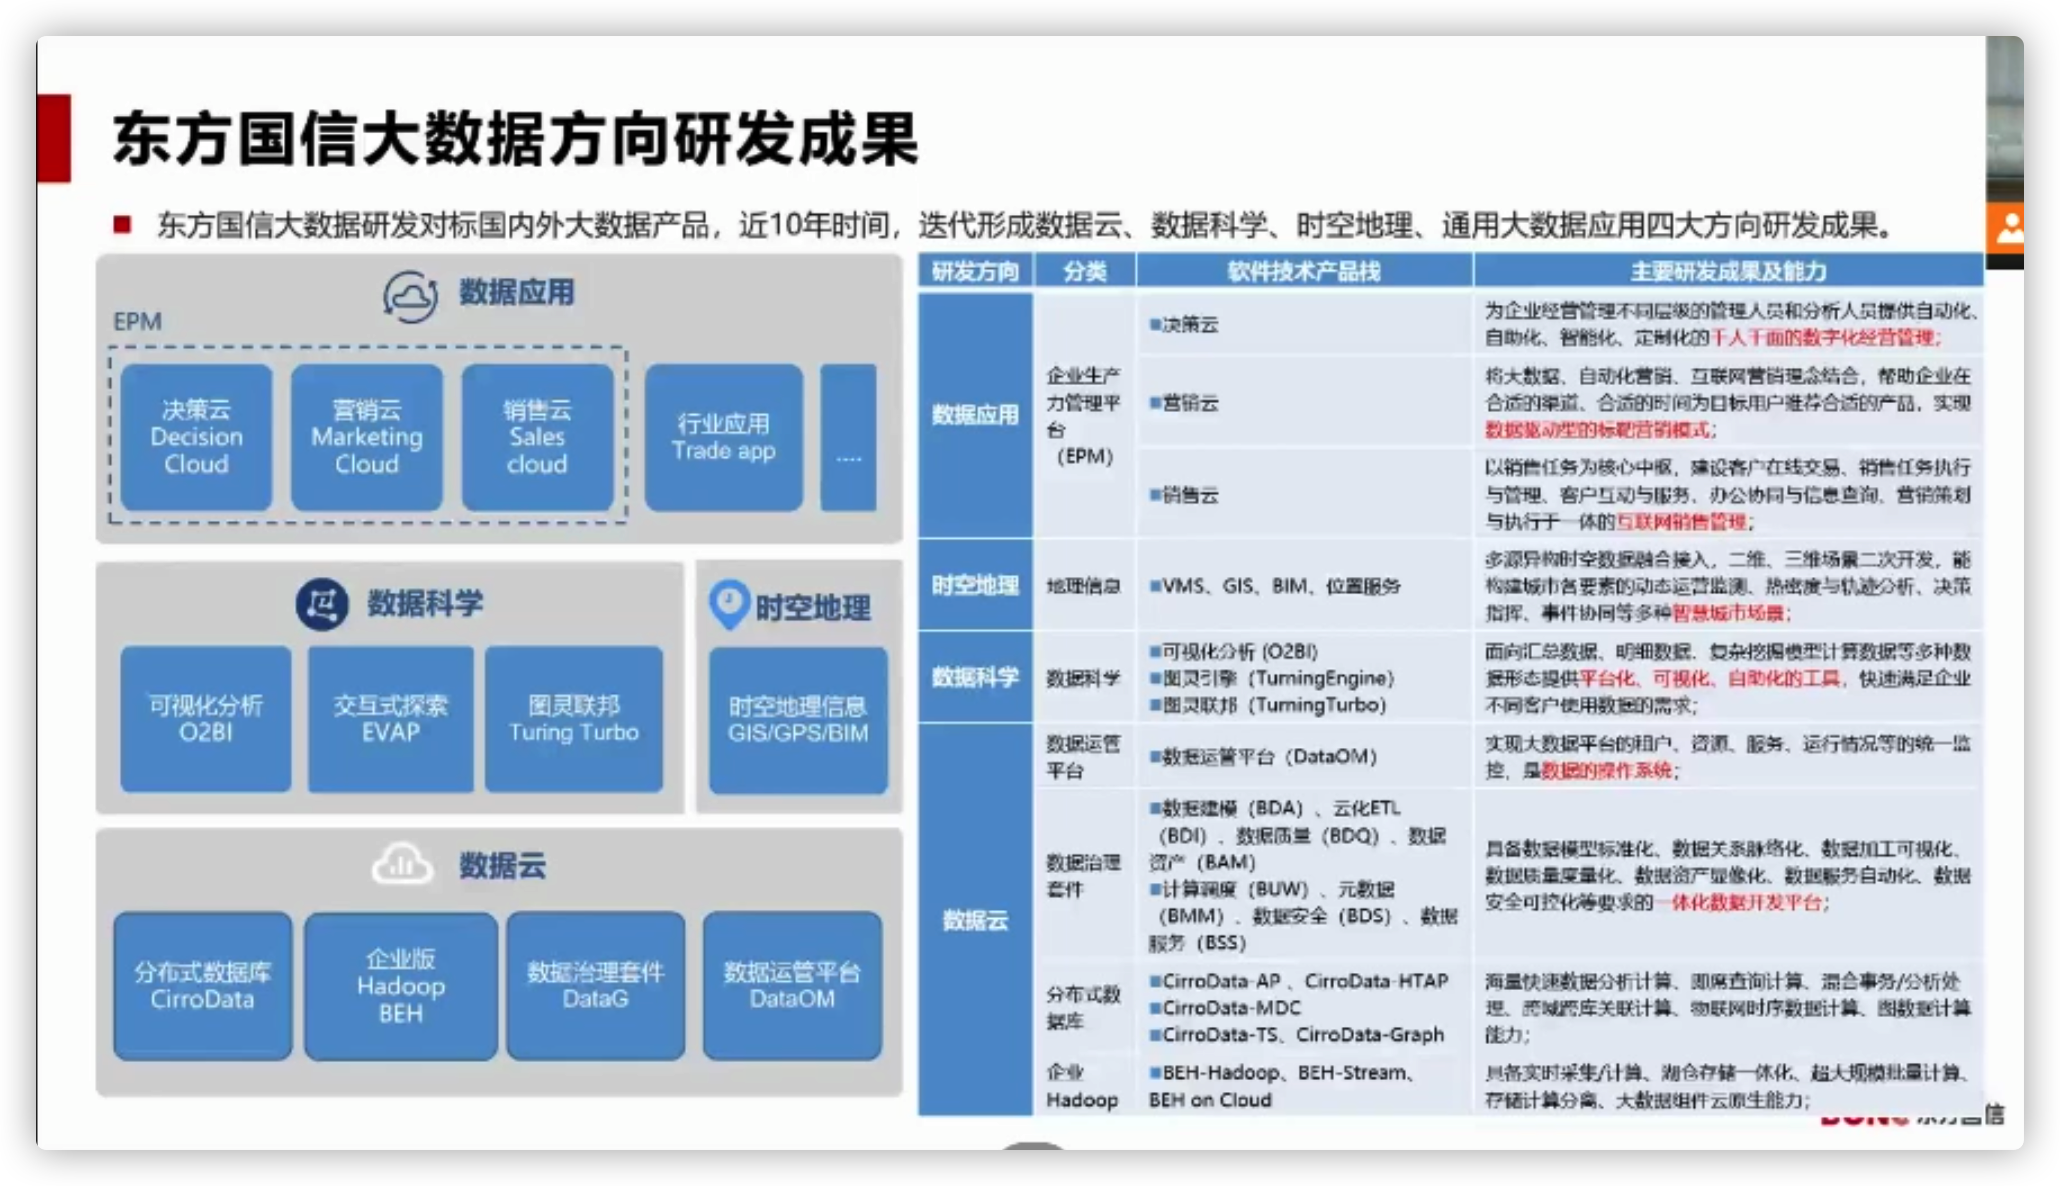 东方国信大数据方向研发成果
东方国信大数据研发对标国内外大数据产品，近10年时间，迭代形成数据云、数据科学、时空地理、通用大数据应用四大方向研发成果。
数据应用
EPM
决策云
Decision
Cloud
营销云
Marketing
Cloud
销售云
Sales
cloud
行业应用
Trade app
....
数据科学
可视化分析
O2BI
交互式探索
EVAP
图灵联邦
Turing Turbo
时空地理
时空地理信息
GIS/GPS/BIM
数据云
分布式数据库
CirroData
企业版
Hadoop
BEH
数据治理套件
DataG
数据运管平台
DataOM
研发方向 分类 软件技术产品栈 主要研发成果及能力
数据应用
企业生产
力管理平
台
（EPM）
■决策云
为企业经营管理不同层级的管理人员和分析人员提供自动化、
自助化、智能化、定制化的千人千面的数字化经营管理；
■营销云
将大数据、自动化营销、互联网营销理念结合，帮助企业在
合适的渠道、合适的时间为目标用户推荐合适的产品，实现
数据驱动型的标靶营销模式；
■销售云
以销售任务为核心中枢，建设客户在线交易、销售任务执行
与管理、客户互动与服务、办公协同与信息查询、营销策划
与执行于一体的互联网销售管理；
时空地理
地理信息
■VMS、GIS、BIM、位置服务
多源异构时空数据融合接入，二维、三维场景二次开发，能
构建城市各要素的动态运营监测、热密度与轨迹分析、决策
指挥、事件协同等多种智慧城市场景；
数据科学
数据科学
■可视化分析 (O2BI)
■图灵引擎（TurningEngine）
■图灵联邦（TurningTurbo）
面向汇总数据、明细数据、复杂挖掘模型计算数据等多种数
据形态提供平台化、可视化、自助化的工具，快速满足企业
不同客户使用数据的需求；
数据云
数据运管
平台
■数据运管平台（DataOM）
实现大数据平台的租户、资源、服务、运行情况等的统一监
控，是数据的操作系统；
数据治理
套件
■数据建模（BDA）、云化ETL
（BDI）、数据质量（BDQ）、数据
资产（BAM）
■计算调度（BUW）、元数据
（BMM）、数据安全（BDS）、数据
服务（BSS）
具备数据模型标准化、数据关系脉络化、数据加工可视化、
数据质量度量化、数据资产显像化、数据服务自动化、数据
安全可控化等要求的一体化数据开发平台；
分布式数
据库
■CirroData-AP 、CirroData-HTAP
■CirroData-MDC
■CirroData-TS、CirroData-Graph
海量快速数据分析计算、即席查询计算、混合事务/分析处
理、跨域跨库关联计算、物联网时序数据计算、图数据计算
能力；
企业
Hadoop
■BEH-Hadoop、BEH-Stream、
BEH on Cloud
具备实时采集/计算、湖仓存储一体化、超大规模批量计算、
存储计算分离、大数据组件云原生能力；
东方国信